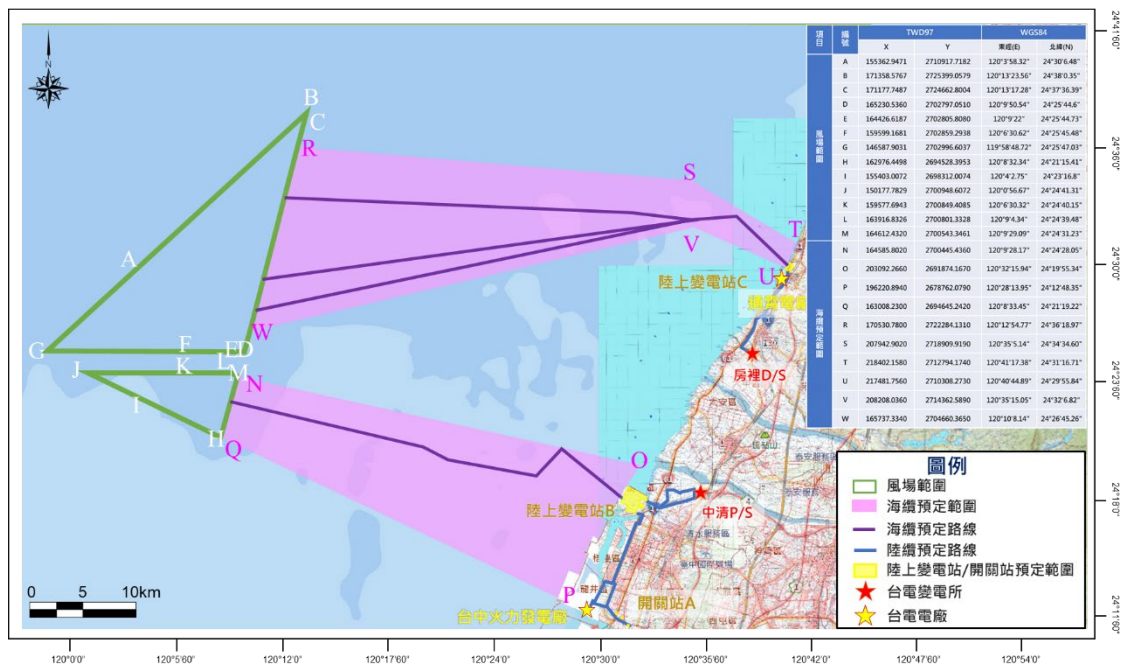 項目 編號 TWD97 WGS84
X Y 東經(E) 北緯(N)
風場範圍
A 155362.9471 2710917.7182 120°3'58.32" 24°30'6.48"
B 171358.5767 2725399.0579 120°13'23.56" 24°38'0.35"
C 171177.7487 2724662.8004 120°13'17.28" 24°37'36.39"
D 165230.5360 2702797.0510 120°9'50.54" 24°25'44.6"
E 164426.6187 2702805.8080 120°9'22" 24°25'44.73"
F 159599.1681 2702859.2938 120°6'30.62" 24°25'45.48"
G 146587.9031 2702996.6037 119°58'48.72" 24°25'47.03"
H 162976.4498 2694528.3953 120°8'32.34" 24°21'15.41"
I 155403.0072 2698312.0074 120°4'2.75" 24°23'16.8"
J 150177.7829 2700948.6072 120°0'56.67" 24°24'41.31"
K 159577.6943 2700849.4085 120°6'30.32" 24°24'40.15"
L 163916.8326 2700801.3328 120°9'4.34" 24°24'39.48"
M 164612.4320 2700543.3461 120°9'29.09" 24°24'31.23"
海纜預定範圍
N 164585.8020 2700445.4360 120°9'28.17" 24°24'28.05"
O 203092.2660 2691874.1670 120°32'15.94" 24°19'55.34"
P 196220.8940 2678762.0790 120°28'13.95" 24°12'48.35"
Q 163008.2300 2694645.2420 120°8'33.45" 24°21'19.22"
R 170530.7800 2722284.1310 120°12'54.77" 24°36'18.97"
S 207942.9020 2718909.9190 120°35'5.14" 24°34'34.60"
T 218402.1580 2712794.1740 120°41'17.38" 24°31'16.71"
U 217481.7560 2710308.2730 120°40'44.89" 24°29'55.84"
V 208208.0360 2714362.5890 120°35'15.05" 24°32'6.82"
W 165737.3340 2704660.3650 120°10'8.14" 24°26'45.26"
N
B
C
R
S
T
A
V
U
陸上變電站C
W
G
F
E
D
L
J
K
M
N
房裡D/S
I
H
Q
O
陸上變電站B
中清P/S
P
開關站A
台中火力發電廠
圖例
風場範圍
海纜預定範圍
海纜預定路線
陸纜預定路線
陸上變電站/開關站預定範圍
台電變電所
台電電廠
0 5 10km
24°41'60"
24°36'0"
24°30'0"
24°23'60"
24°18'0"
24°11'60"
120°0'0" 120°5'60" 120°12'0" 120°17'60" 120°24'0" 120°30'0" 120°36'0" 120°42'0" 120°47'60" 120°54'0"